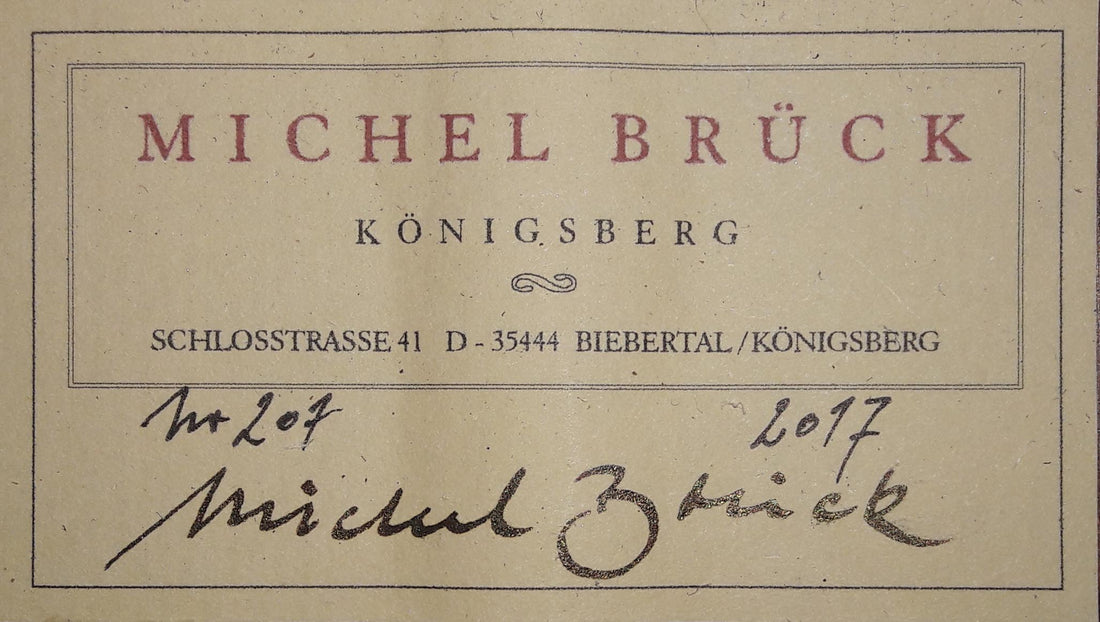 MICHEL BRÜCK
KÖNIGSBERG
SCHLOSSTRASSE 41 D - 35444 BIEBERTAL / KÖNIGSBERG
Nr 207 2017
Michel Brück